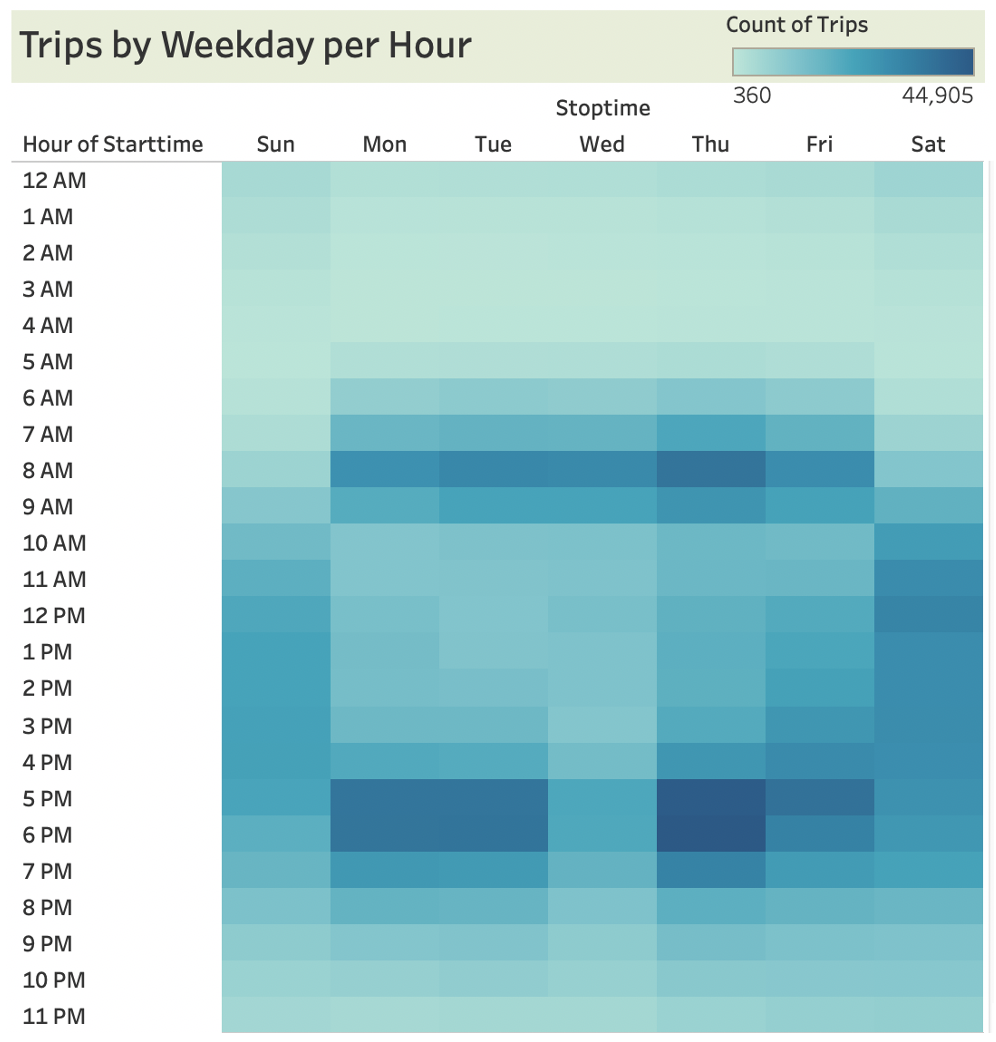 Trips by Weekday per Hour
Count of Trips
360 44,905
Stoptime
Hour of Starttime Sun Mon Tue Wed Thu Fri Sat
12 AM
1 AM
2 AM
3 AM
4 AM
5 AM
6 AM
7 AM
8 AM
9 AM
10 AM
11 AM
12 PM
1 PM
2 PM
3 PM
4 PM
5 PM
6 PM
7 PM
8 PM
9 PM
10 PM
11 PM